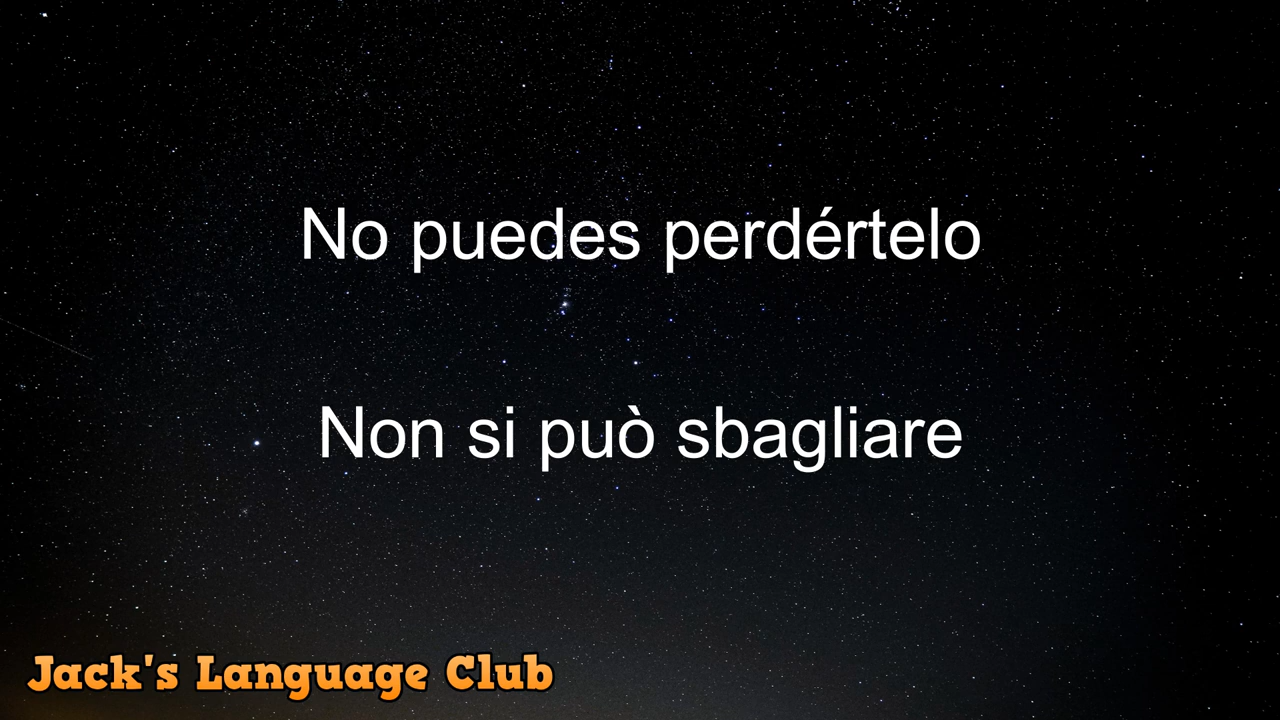 No puedes perdértelo
Non si può sbagliare
Jack's Language Club